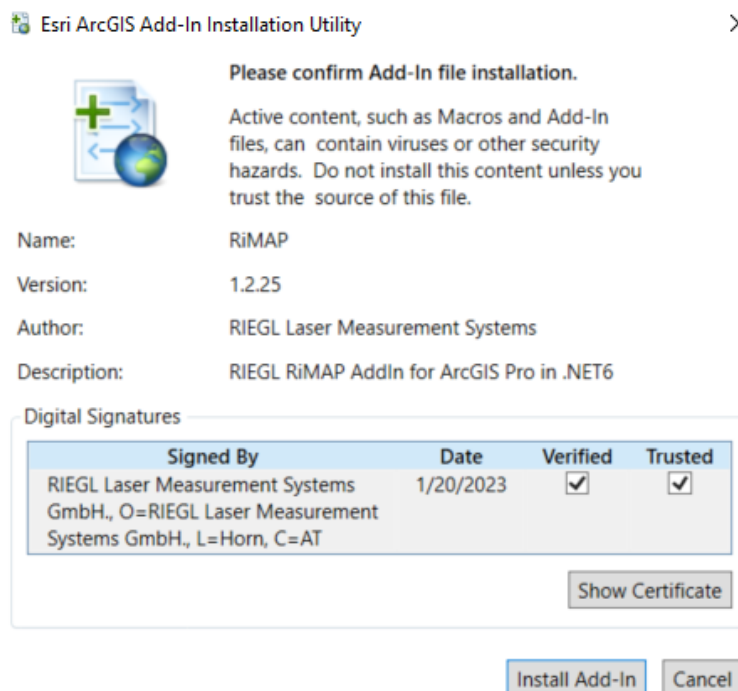 Esri ArcGIS Add-In Installation Utility
Please confirm Add-In file installation.
Active content, such as Macros and Add-In
files, can  contain viruses or other security
hazards.  Do not install this content unless you
trust the  source of this file.
Name: RiMAP
Version: 1.2.25
Author: RIEGL Laser Measurement Systems
Description: RIEGL RiMAP AddIn for ArcGIS Pro in .NET6
Digital Signatures
Signed By Date Verified Trusted
RIEGL Laser Measurement Systems 1/20/2023
GmbH., O=RIEGL Laser Measurement
Systems GmbH., L=Horn, C=AT
Show Certificate
Install Add-In Cancel